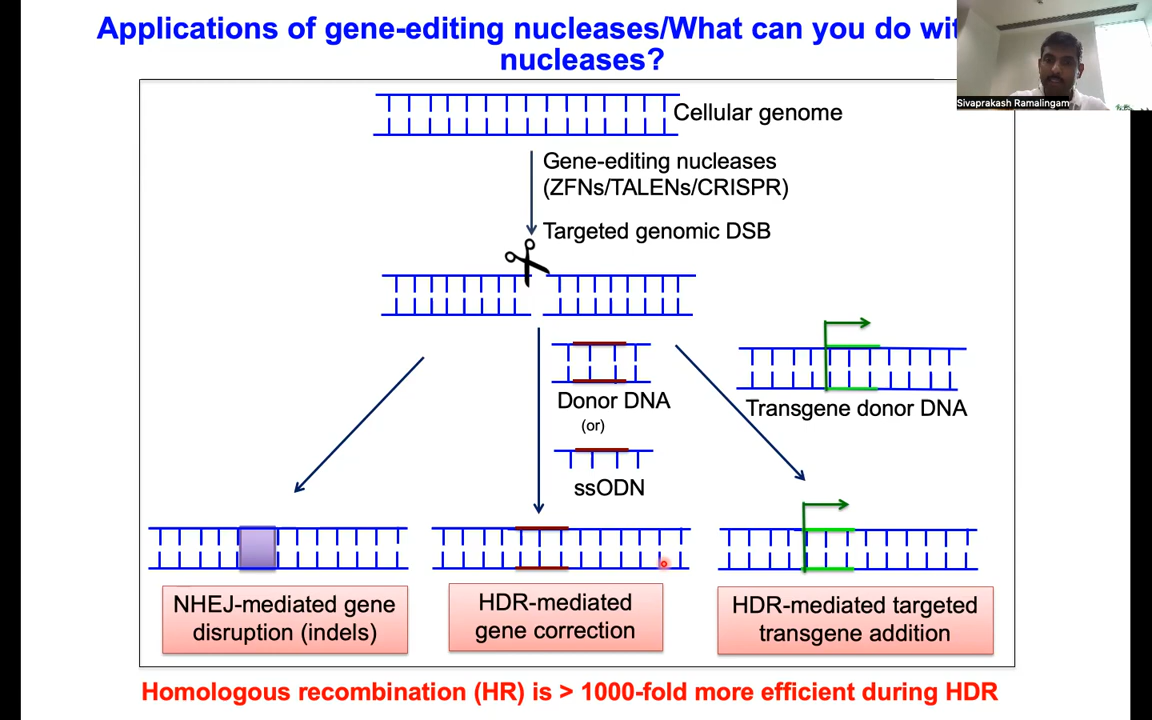 Applications of gene-editing nucleases/What can you do wit
nucleases?
Sivaprakash Ramalingam
Cellular genome
Gene-editing nucleases
(ZFNs/TALENs/CRISPR)
Targeted genomic DSB
Donor DNA
(or)
ssODN
Transgene donor DNA
NHEJ-mediated gene
disruption (indels)
HDR-mediated
gene correction
HDR-mediated targeted
transgene addition
Homologous recombination (HR) is > 1000-fold more efficient during HDR